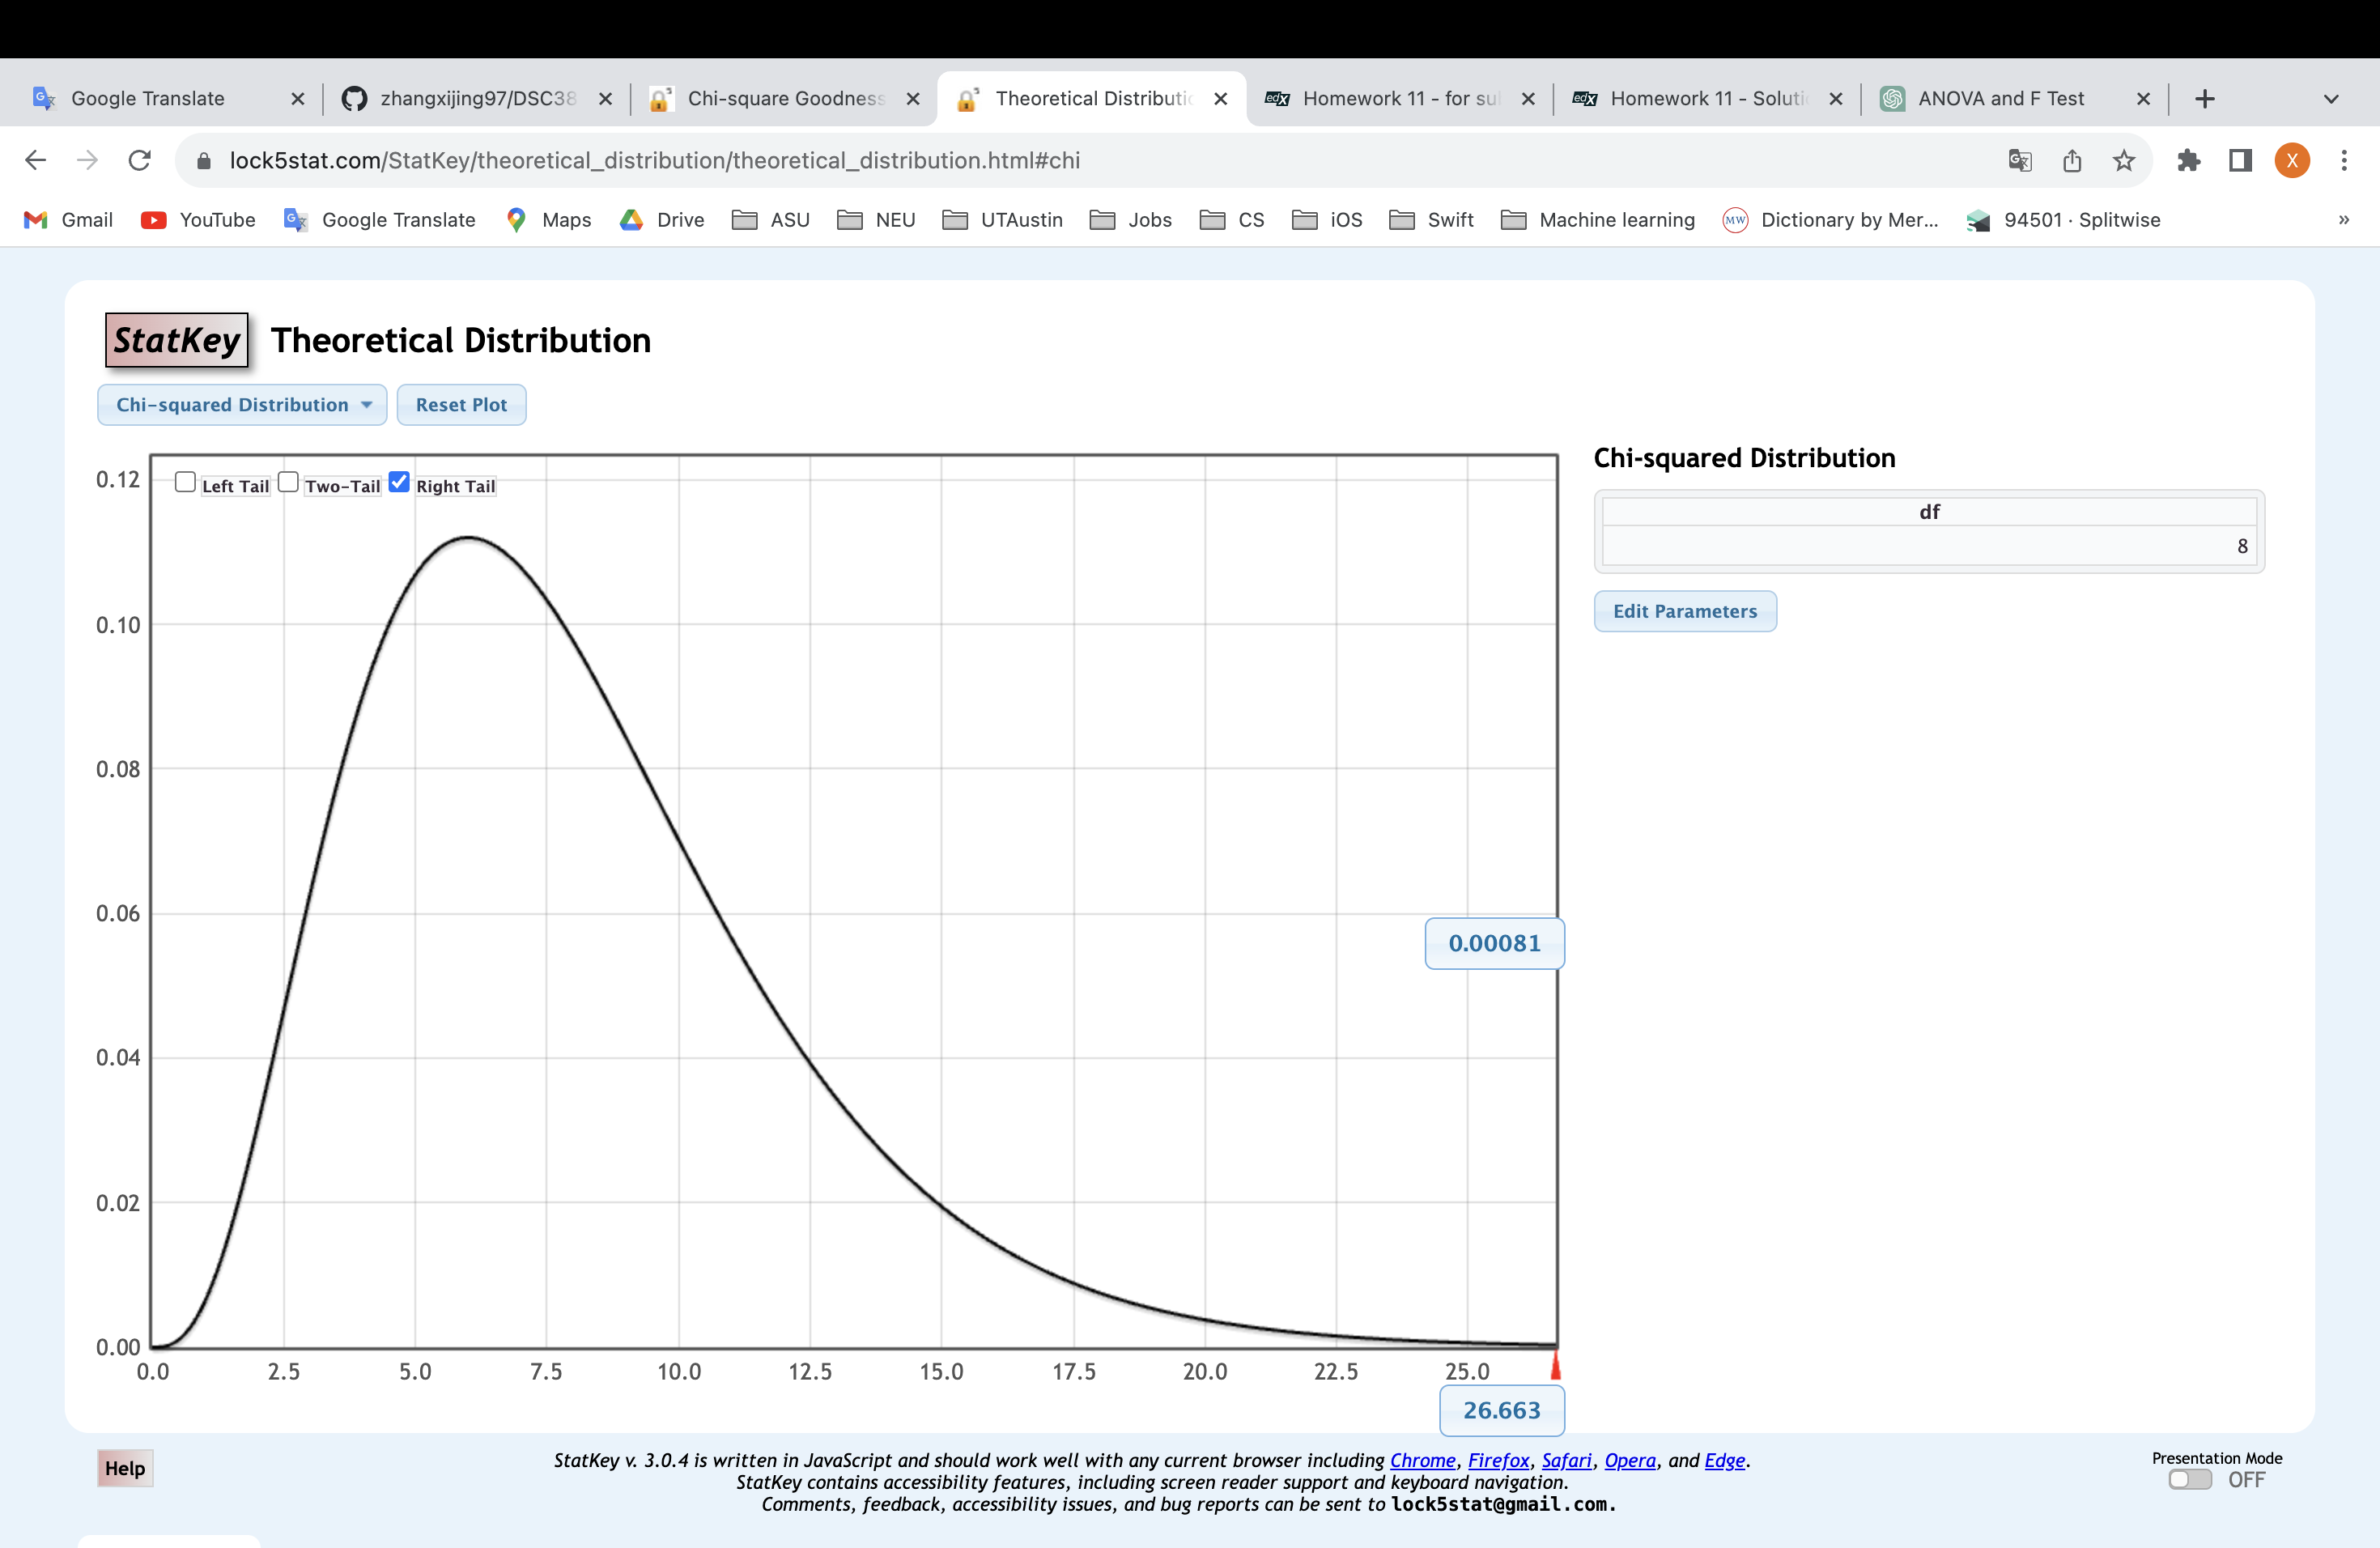 Google Translate
zhangxijing97/DSC38
Chi-square Goodness
Theoretical Distributio
Homework 11 - for sul
Homework 11 - Soluti
ANOVA and F Test
lock5stat.com/StatKey/theoretical_distribution/theoretical_distribution.html#chi
X
Gmail
YouTube
Google Translate
Maps
Drive
ASU
NEU
UTAustin
Jobs
CS
iOS
Swift
Machine learning
MW
Dictionary by Mer...
94501 · Splitwise
»
StatKey
Theoretical Distribution
Chi-squared Distribution
Reset Plot
Left Tail
Two-Tail
Right Tail
0.12
0.10
0.08
0.06
0.04
0.02
0.00
0.0 2.5 5.0 7.5 10.0 12.5 15.0 17.5 20.0 22.5 25.0
0.00081
26.663
Chi-squared Distribution
df
8
Edit Parameters
Help
StatKey v. 3.0.4 is written in JavaScript and should work well with any current browser including Chrome, Firefox, Safari, Opera, and Edge.
StatKey contains accessibility features, including screen reader support and keyboard navigation.
Comments, feedback, accessibility issues, and bug reports can be sent to lock5stat@gmail.com.
Presentation Mode
OFF